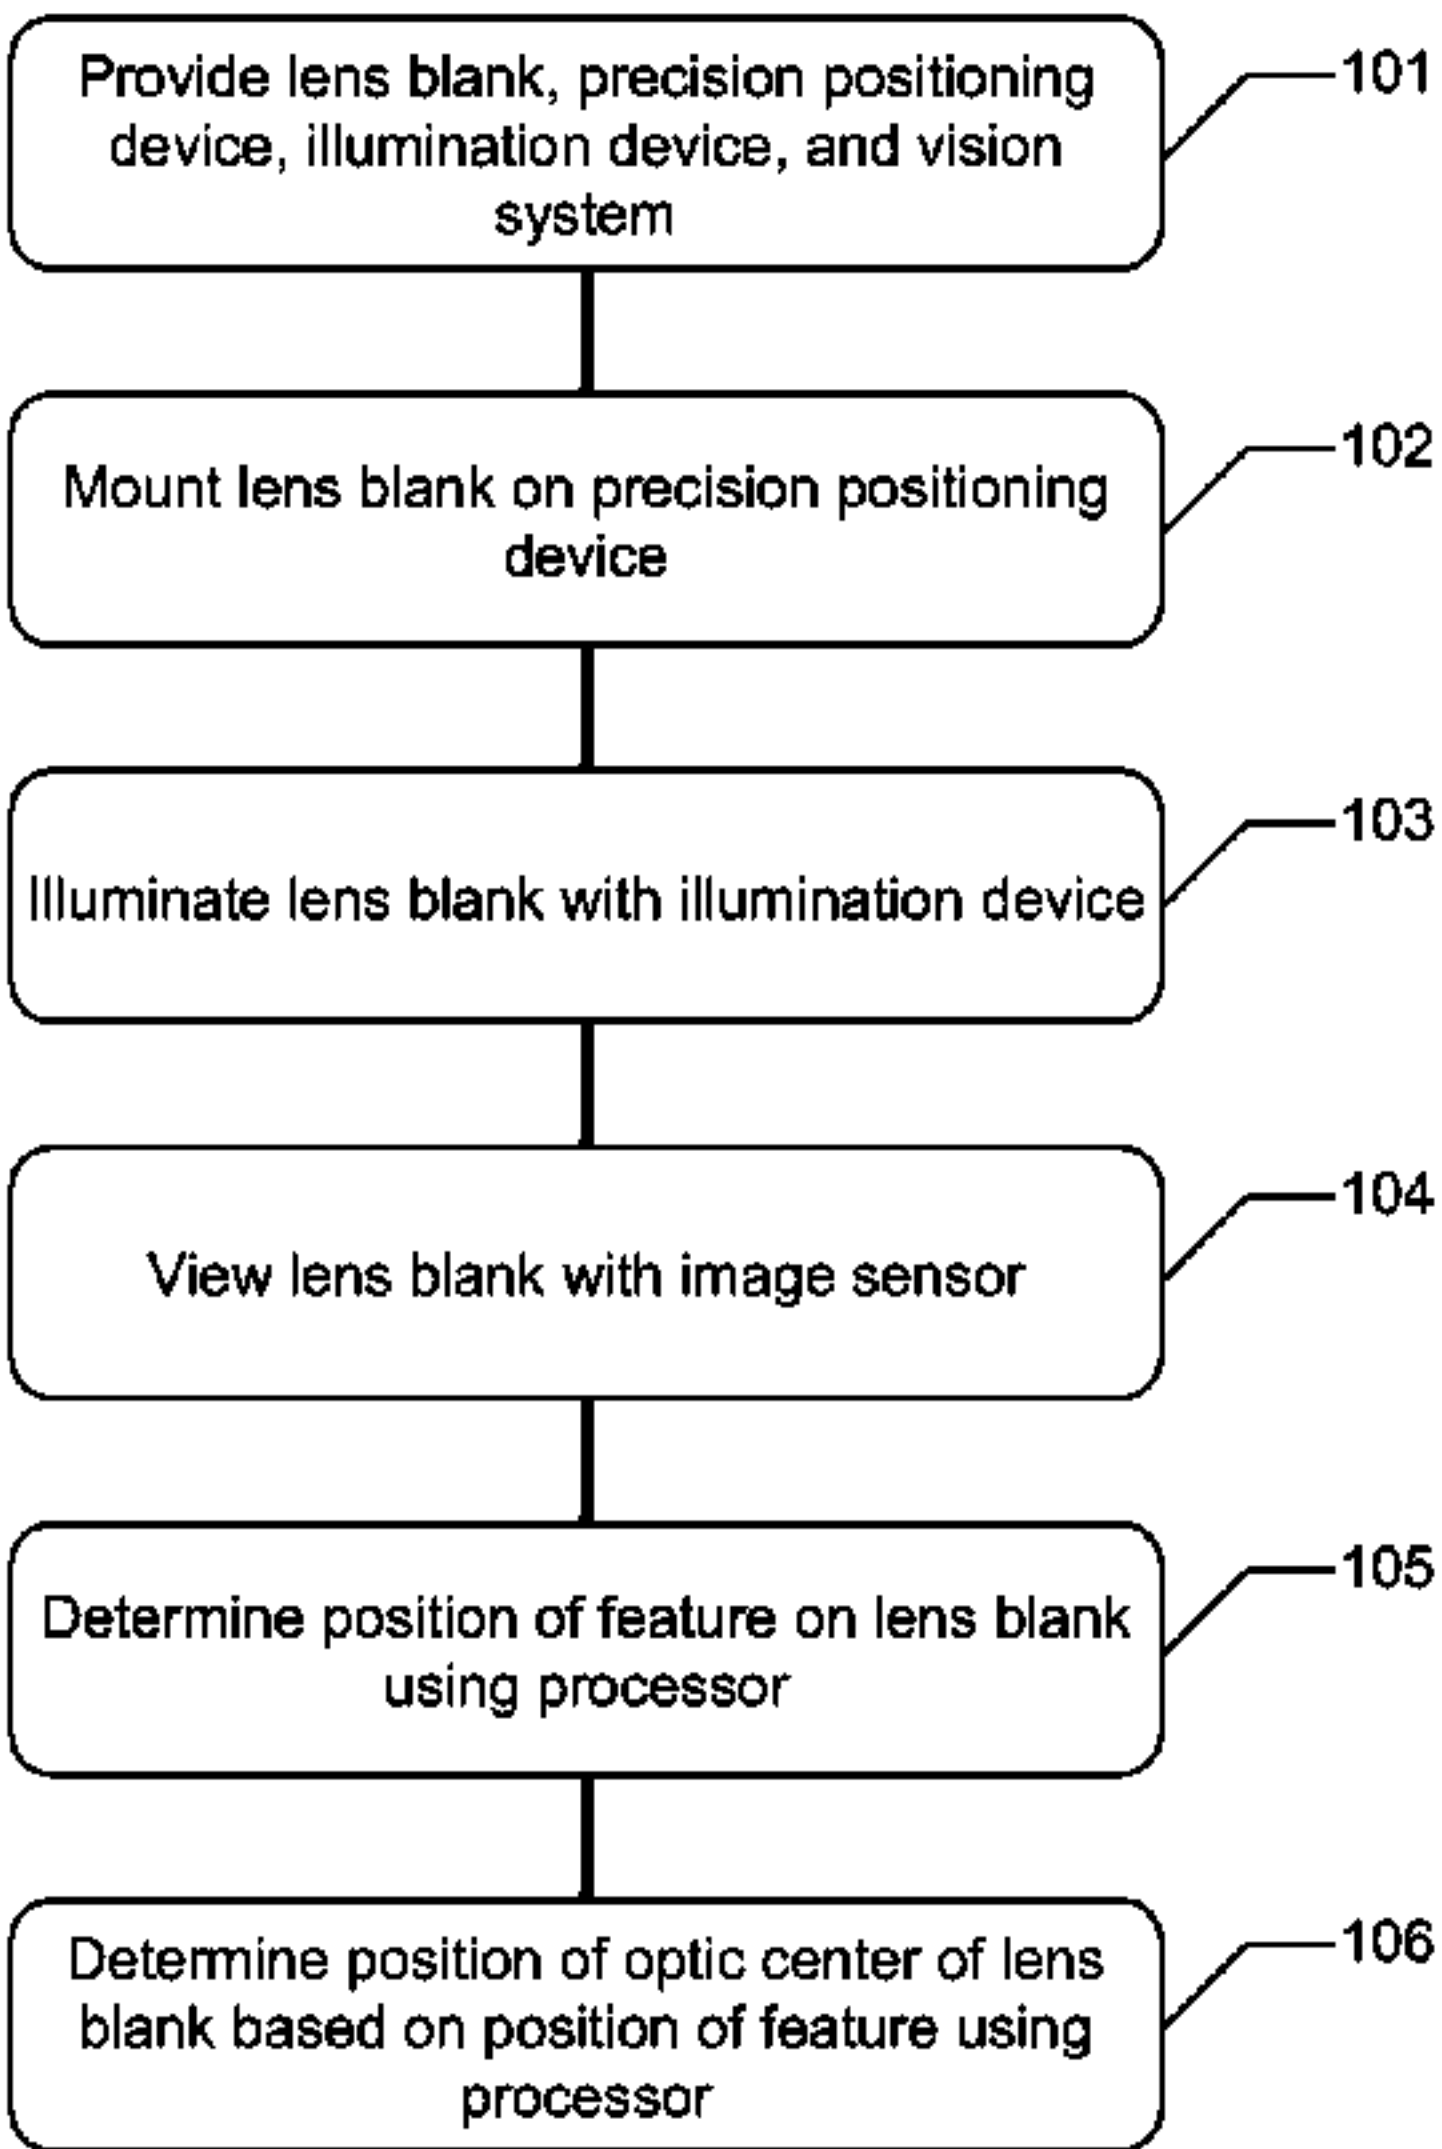 Provide lens blank, precision positioning
device, illumination device, and vision
system
101
Mount lens blank on precision positioning
device
102
Illuminate lens blank with illumination device
103
View lens blank with image sensor
104
Determine position of feature on lens blank
using processor
105
Determine position of optic center of lens
blank based on position of feature using
processor
106